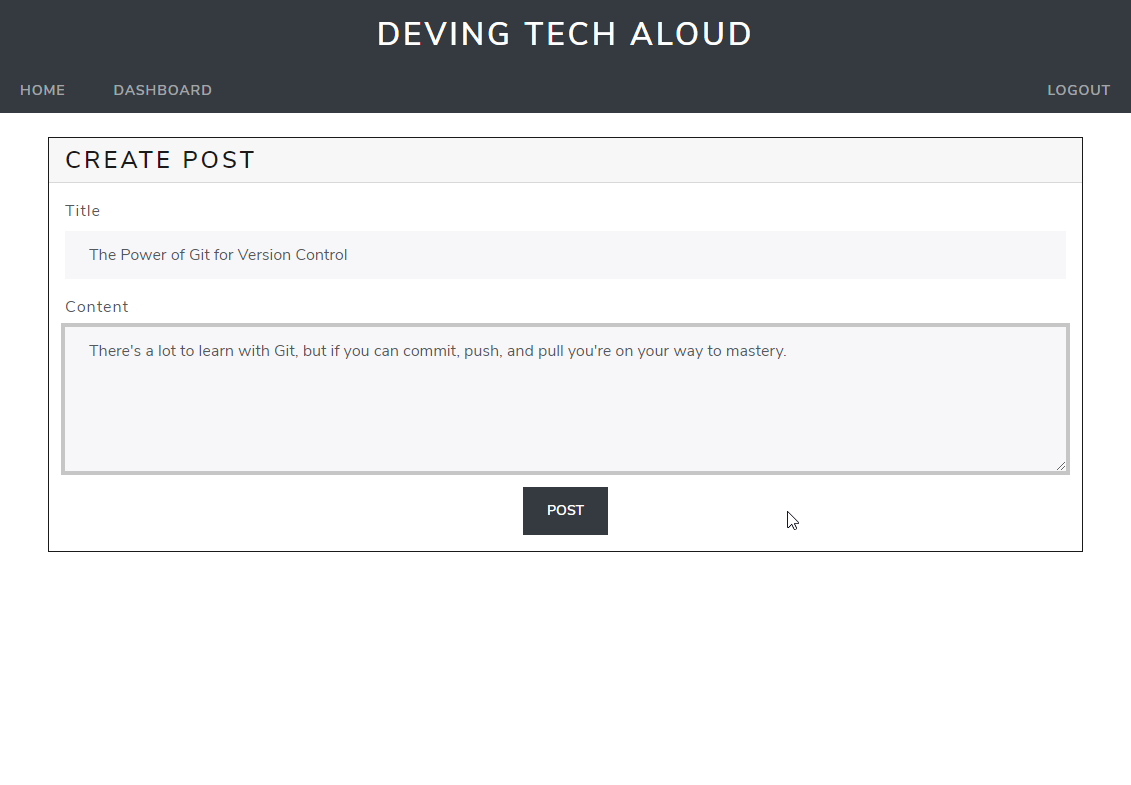 DEVING TECH ALOUD
HOME DASHBOARD LOGOUT
CREATE POST
Title
The Power of Git for Version Control
Content
There's a lot to learn with Git, but if you can commit, push, and pull you're on your way to mastery.
POST